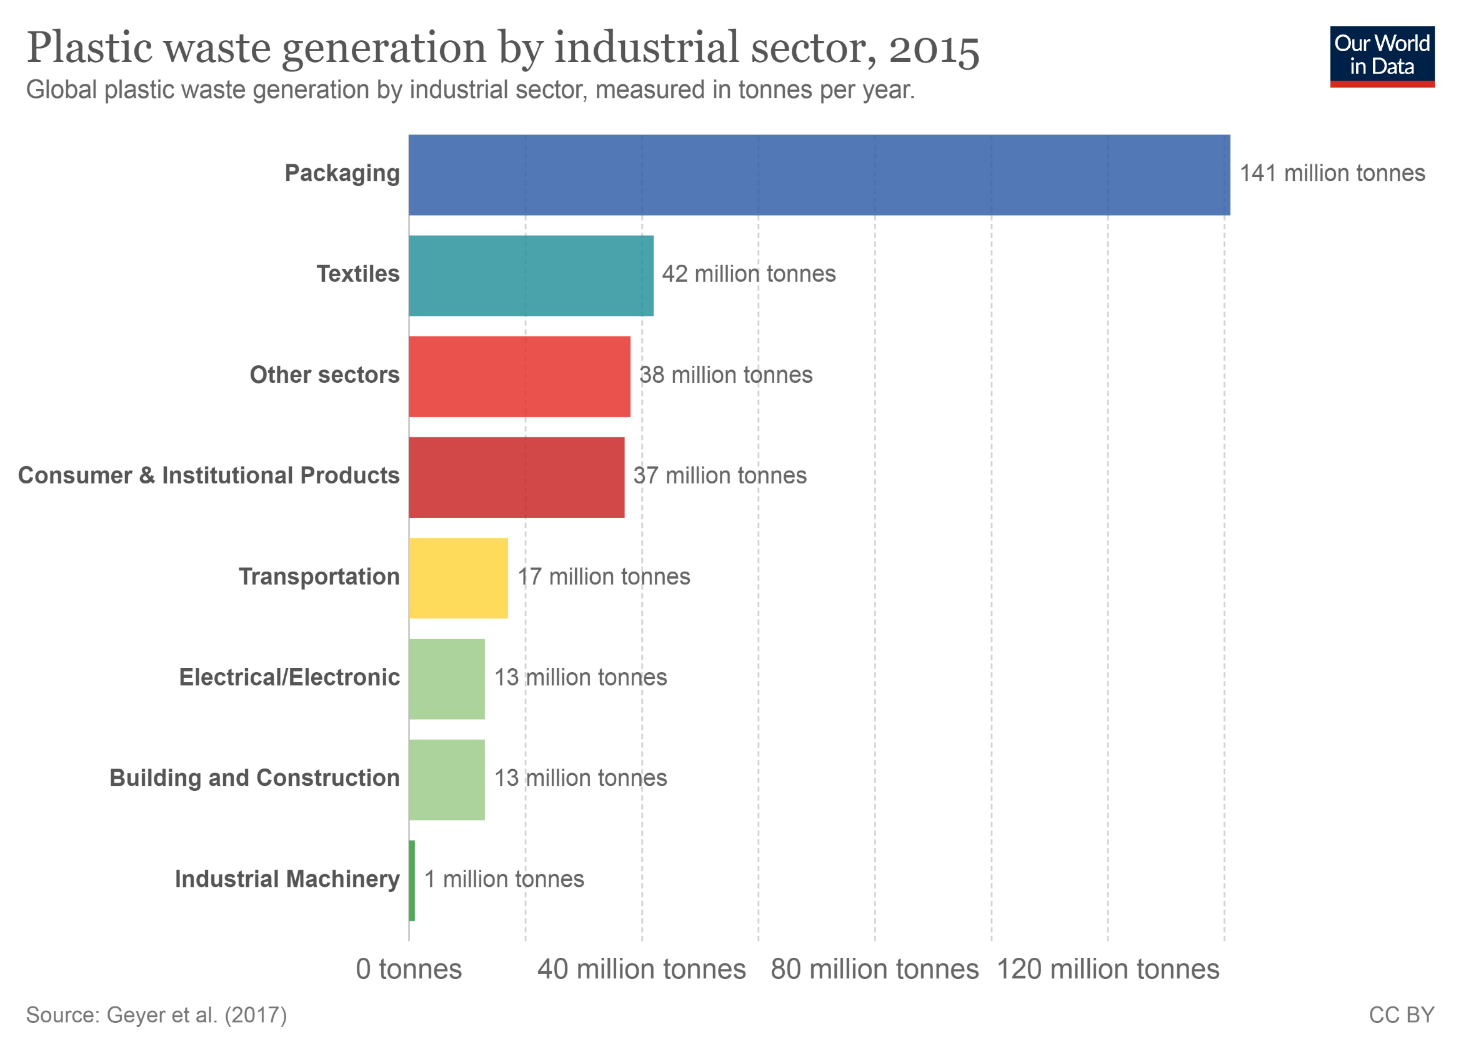 Plastic waste generation by industrial sector, 2015
Global plastic waste generation by industrial sector, measured in tonnes per year.
Our World
in Data
Packaging 141 million tonnes
Textiles 42 million tonnes
Other sectors 38 million tonnes
Consumer & Institutional Products 37 million tonnes
Transportation 17 million tonnes
Electrical/Electronic 13 million tonnes
Building and Construction 13 million tonnes
Industrial Machinery 1 million tonnes
0 tonnes 40 million tonnes 80 million tonnes 120 million tonnes
Source: Geyer et al. (2017) CC BY